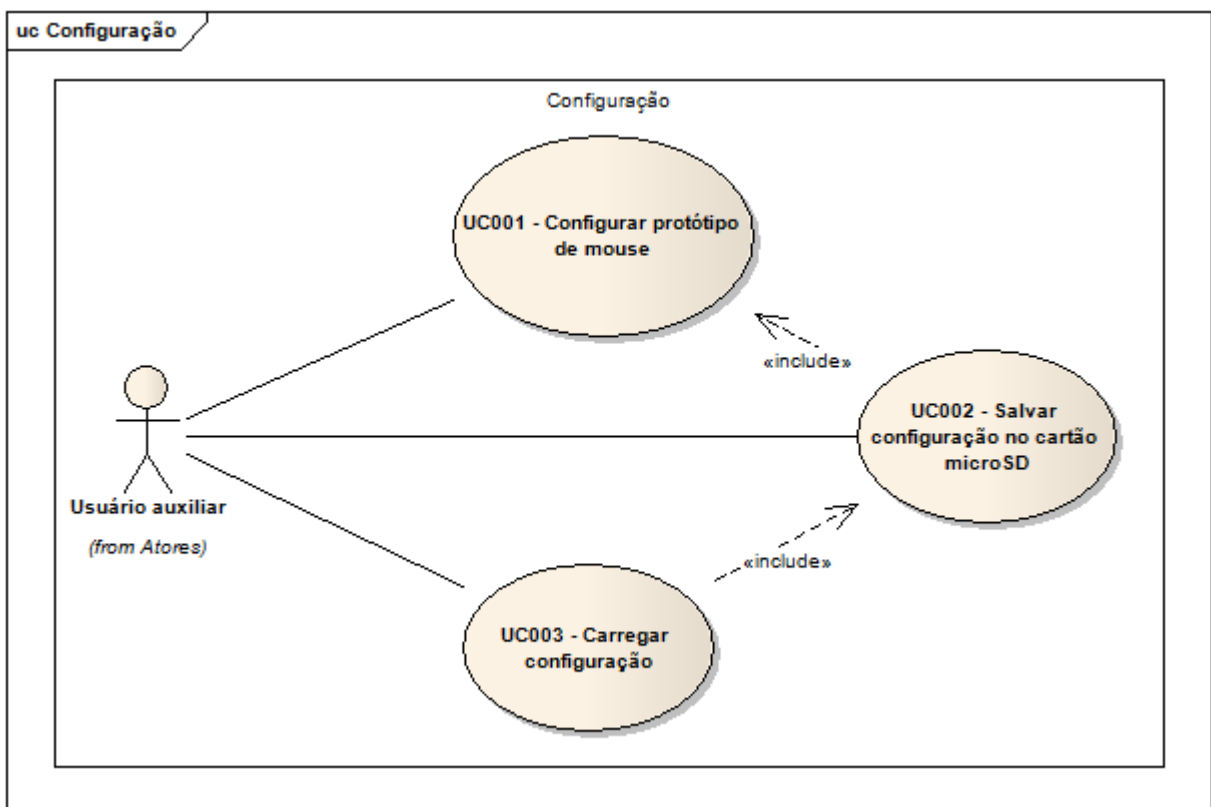 uc Configuração
Configuração
UC001 - Configurar protótipo
de mouse
«include»
UC002 - Salvar
configuração no cartão
microSD
Usuário auxiliar
(from Atores)
«include»
UC003 - Carregar
configuração